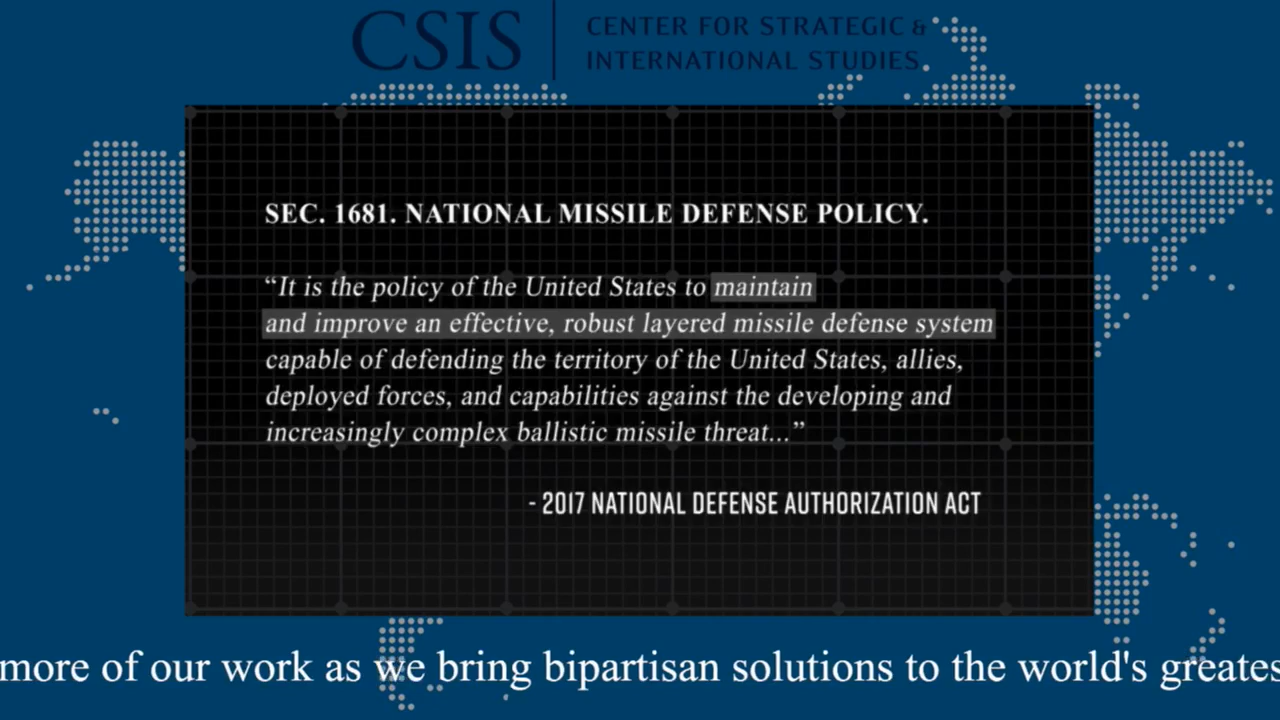 CSIS
CENTER FOR STRATEGIC &
INTERNATIONAL STUDIES
SEC. 1681. NATIONAL MISSILE DEFENSE POLICY.
“It is the policy of the United States to maintain
and improve an effective, robust layered missile defense system
capable of defending the territory of the United States, allies,
deployed forces, and capabilities against the developing and
increasingly complex ballistic missile threat...”
- 2017 NATIONAL DEFENSE AUTHORIZATION ACT
more of our work as we bring bipartisan solutions to the world's greates